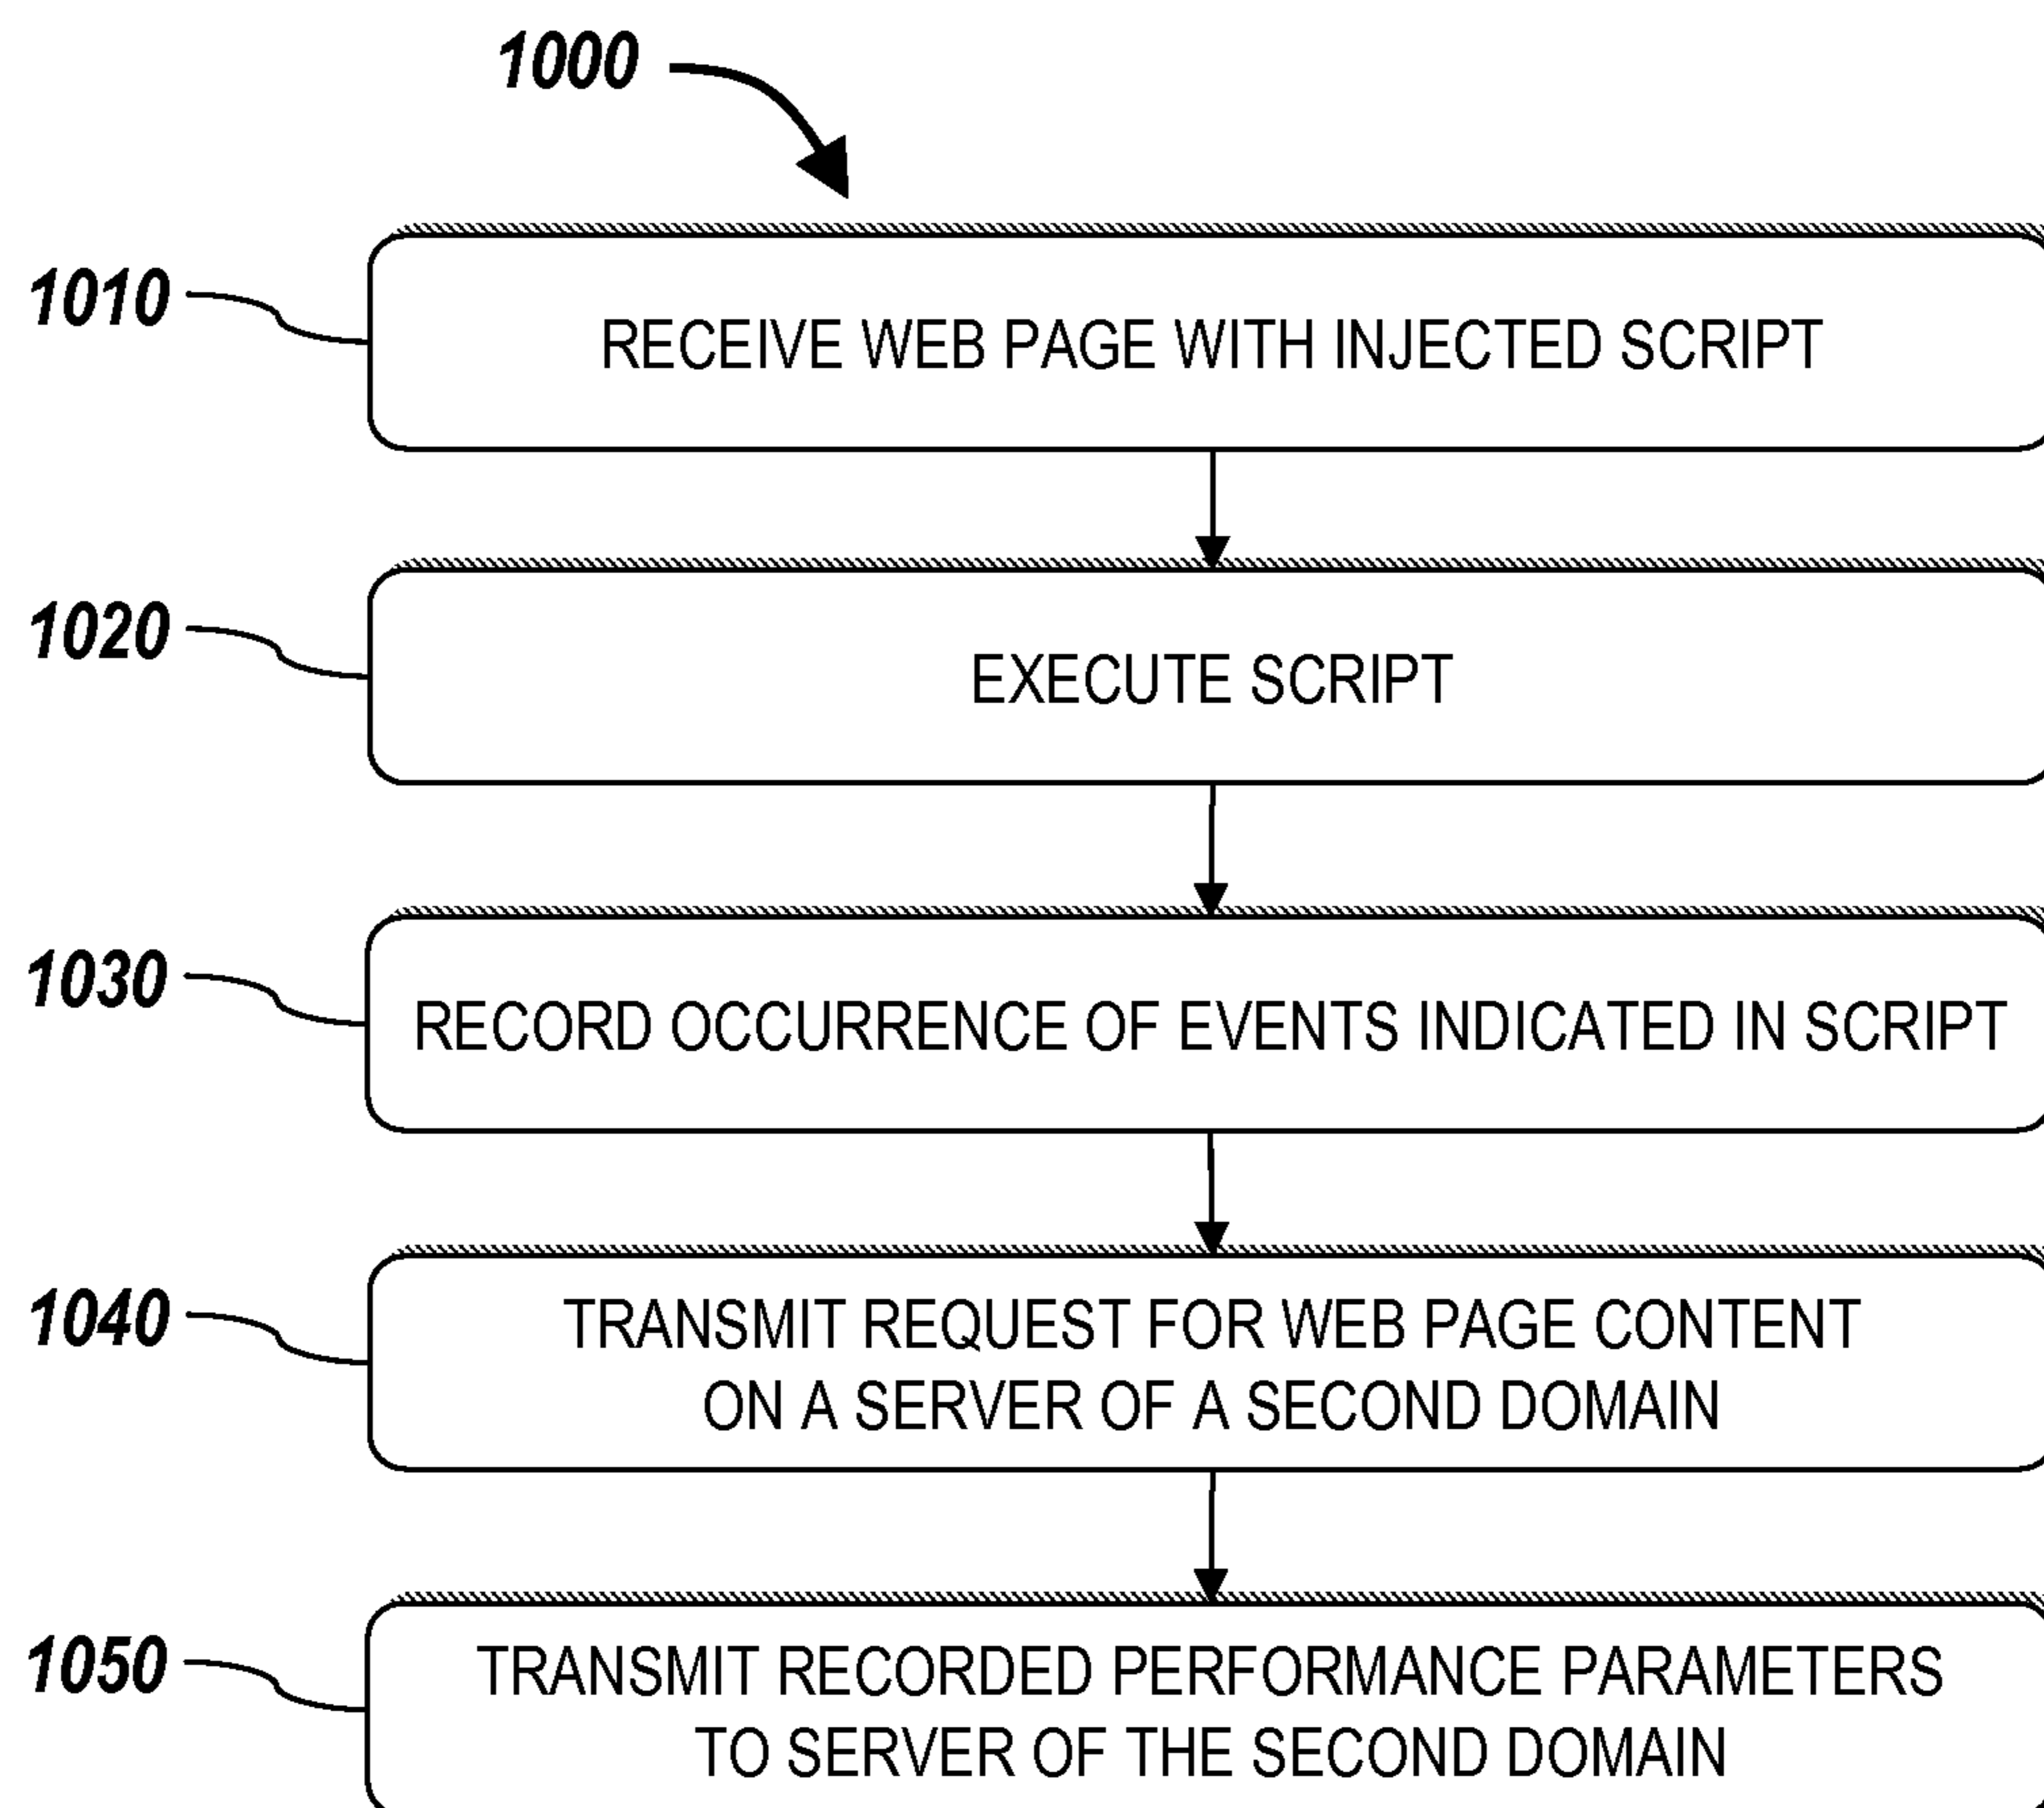 1000
1010
RECEIVE WEB PAGE WITH INJECTED SCRIPT
1020
EXECUTE SCRIPT
1030
RECORD OCCURRENCE OF EVENTS INDICATED IN SCRIPT
1040
TRANSMIT REQUEST FOR WEB PAGE CONTENT
ON A SERVER OF A SECOND DOMAIN
1050
TRANSMIT RECORDED PERFORMANCE PARAMETERS
TO SERVER OF THE SECOND DOMAIN